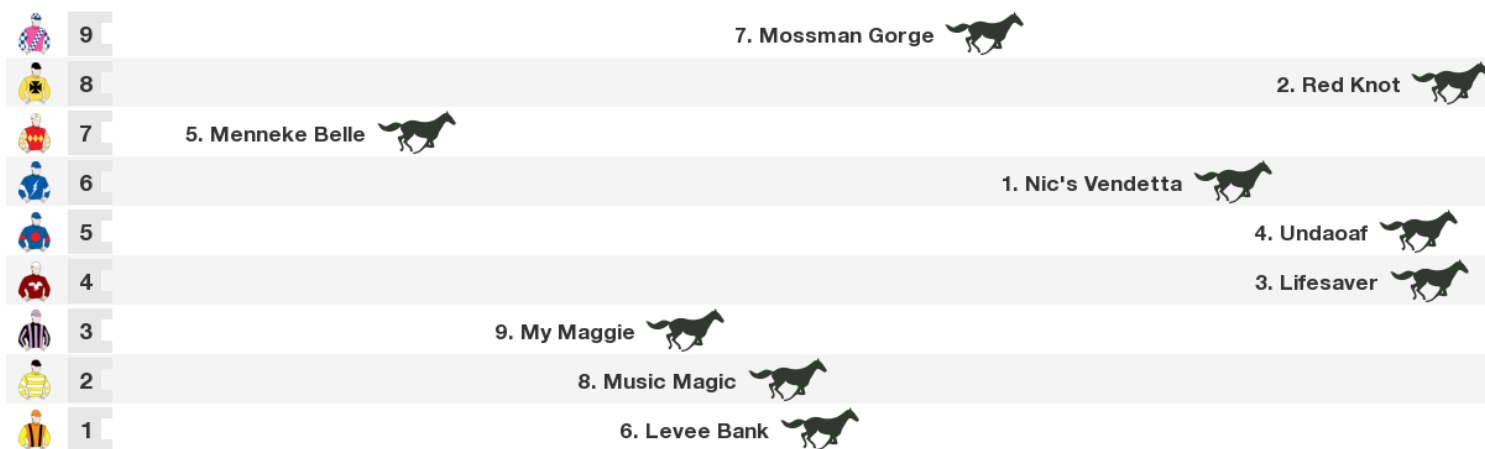 9 7. Mossman Gorge
8 2. Red Knot
7 5. Menneke Belle
6 1. Nic's Vendetta
5 4. Undaoaf
4 3. Lifesaver
3 9. My Maggie
2 8. Music Magic
1 6. Levee Bank